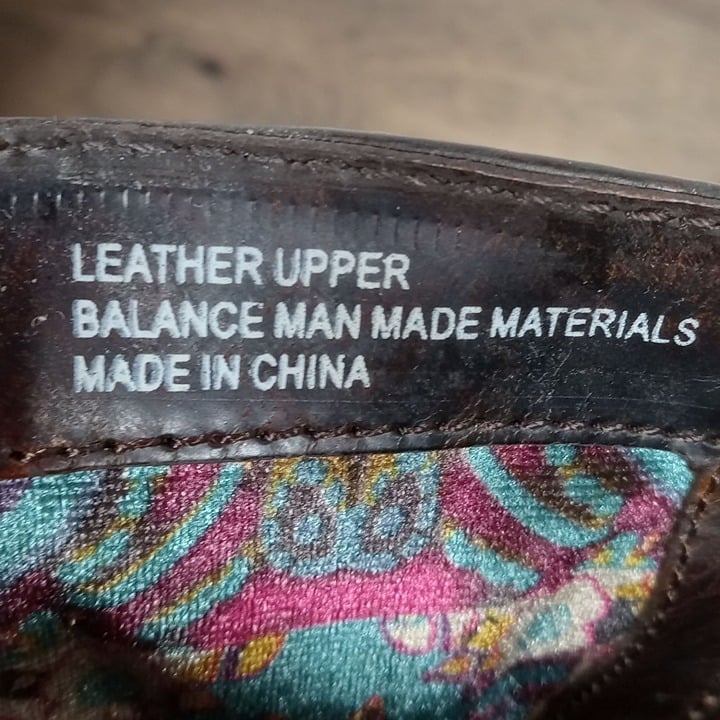 LEATHER UPPER
BALANCE MAN MADE MATERIALS
MADE IN CHINA